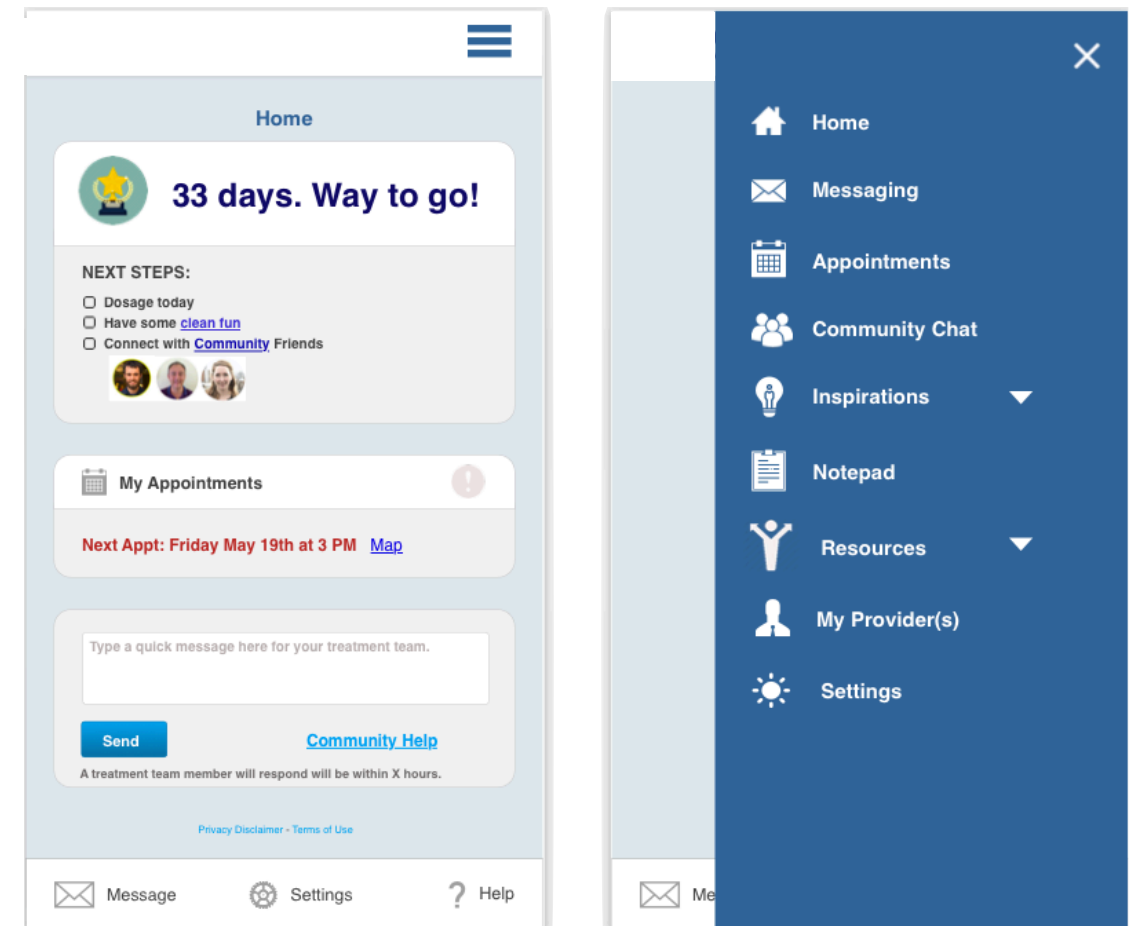 Home
33 days. Way to go!
NEXT STEPS:
Dosage today
Have some clean fun
Connect with Community Friends
My Appointments
Next Appt: Friday May 19th at 3 PM Map
Type a quick message here for your treatment team.
Send Community Help
A treatment team member will respond will be within X hours.
Privacy Disclaimer - Terms of Use
Message Settings ? Help
Home
Messaging
Appointments
Community Chat
Inspirations
Notepad
Resources
My Provider(s)
Settings
Me